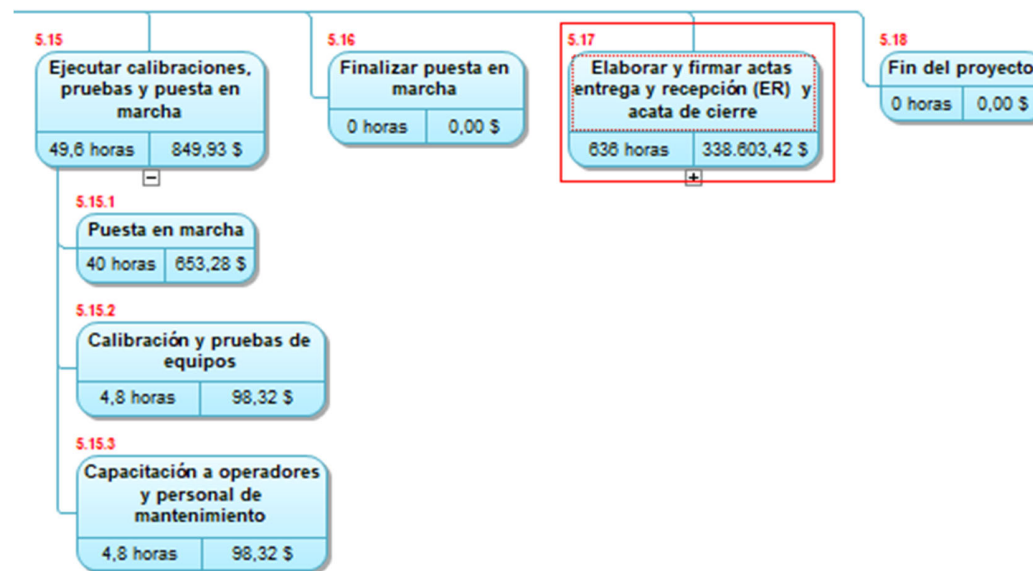 5.15
Ejecutar calibraciones,
pruebas y puesta en
marcha
49,6 horas 849,93 $
5.16
Finalizar puesta en
marcha
0 horas 0,00 $
5.17
Elaborar y firmar actas
entrega y recepción (ER) y
acata de cierre
636 horas 338.603,42 $
5.18
Fin del proyecto
0 horas 0,00 $
5.15.1
Puesta en marcha
40 horas 653,28 $
5.15.2
Calibración y pruebas de
equipos
4,8 horas 98,32 $
5.15.3
Capacitación a operadores
y personal de
mantenimiento
4,8 horas 98,32 $